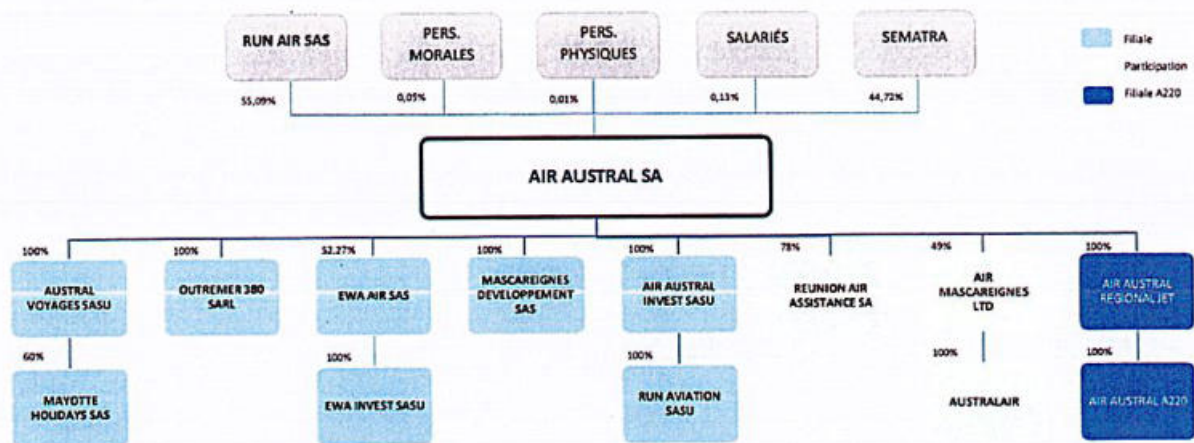 RUN AIR SAS
PERS.
MORALES
PERS.
PHYSIQUES
SALARIÉS
SEMATRA
Filiale
Participation
Filiale A220
55,09%
0,05%
0,01%
0,13%
44,72%
AIR AUSTRAL SA
100%
100%
52.27%
100%
100%
78%
49%
100%
AUSTRAL
VOYAGES SASU
OUTREMER 380
SARL
EWA AIR SAS
MASCAREIGNES
DEVELOPPEMENT
SAS
AIR AUSTRAL
INVEST SASU
REUNION AIR
ASSISTANCE SA
AIR
MASCAREIGNES
LTD
AIR AUSTRAL
REGIONAL JET
60%
100%
100%
100%
100%
MAYOTTE
HOLIDAYS SAS
EWA INVEST SASU
RUN AVIATION
SASU
AUSTRALAIR
AIR AUSTRAL A220